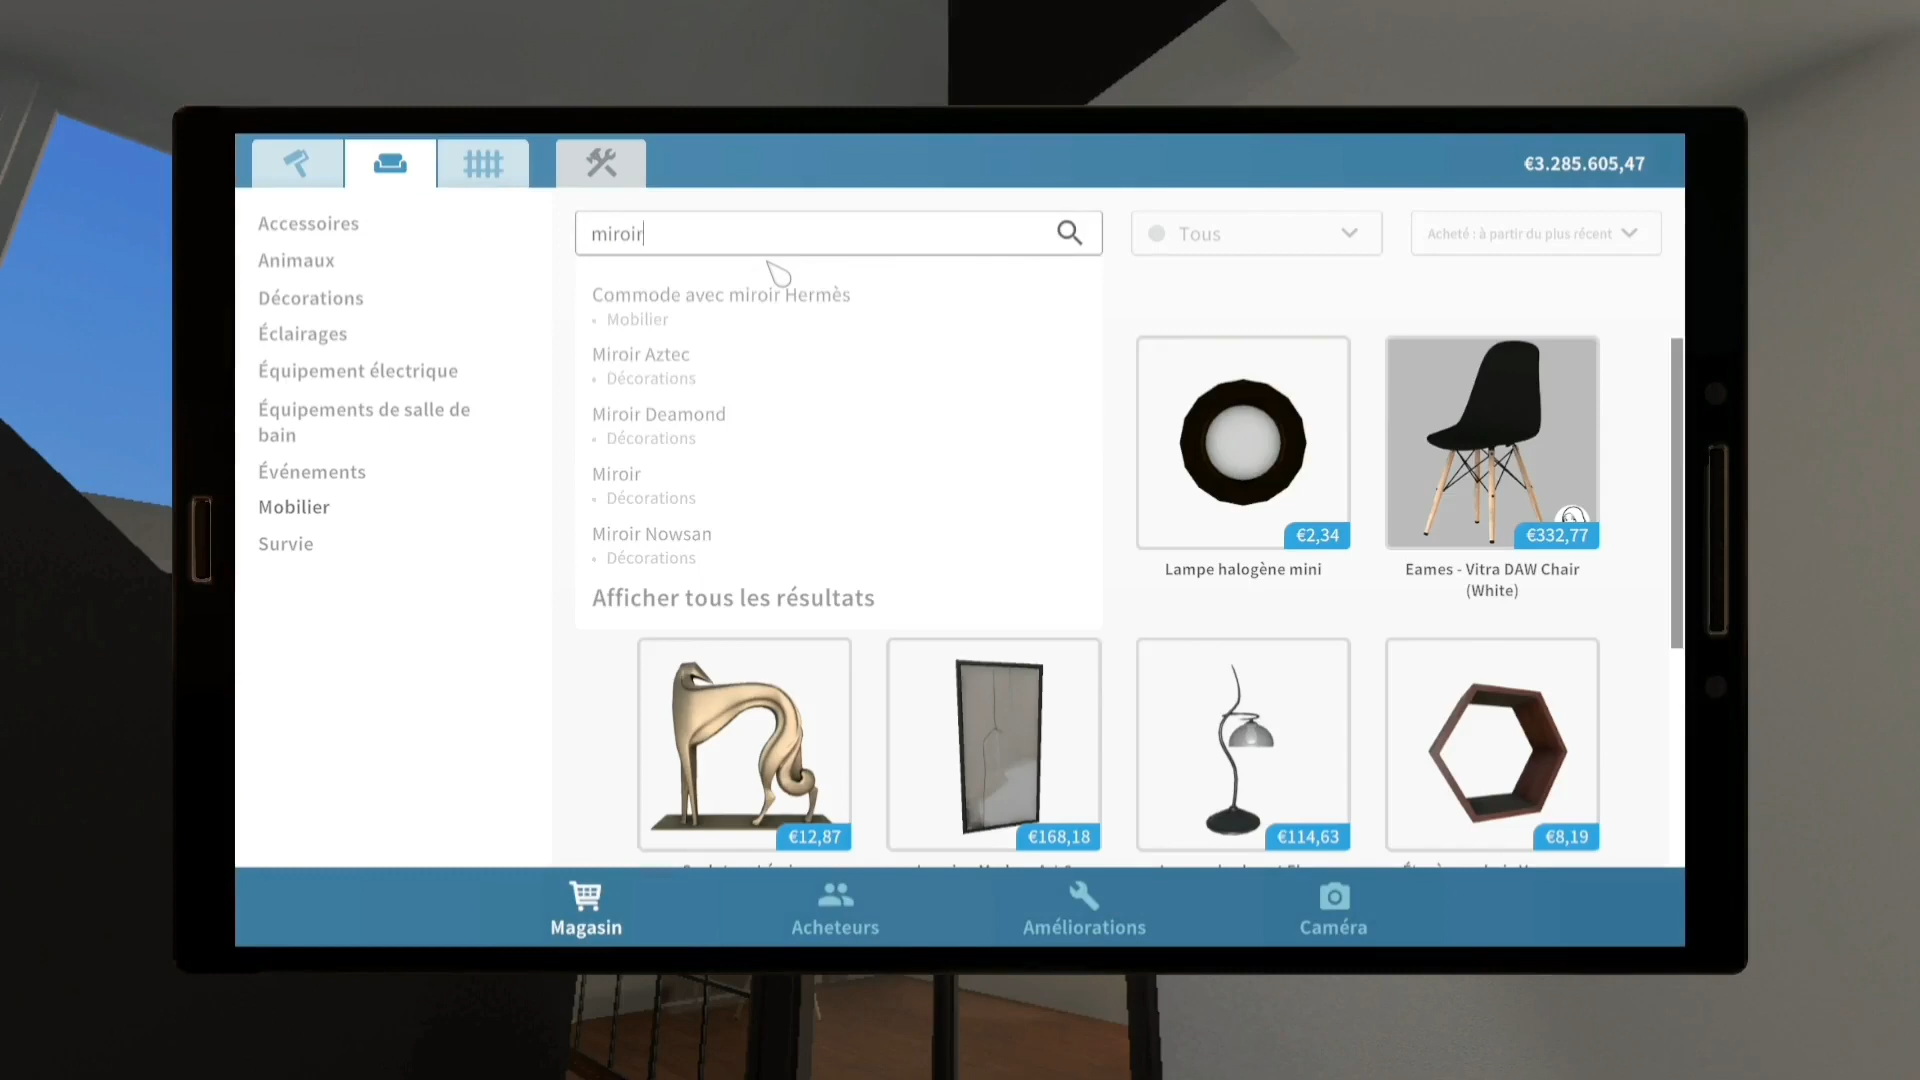 €3.285.605,47
Accessoires
Animaux
Décorations
Éclairages
Équipement électrique
Équipements de salle de
bain
Événements
Mobilier
Survie
miroir
Tous
Acheté : à partir du plus récent
Commode avec miroir Hermès
Mobilier
Miroir Aztec
Décorations
Miroir Deamond
Décorations
Miroir
Décorations
Miroir Nowsan
Décorations
Afficher tous les résultats
€2,34
Lampe halogène mini
€332,77
Eames - Vitra DAW Chair
(White)
€12,87
€168,18
€114,63
€8,19
Magasin
Acheteurs
Améliorations
Caméra